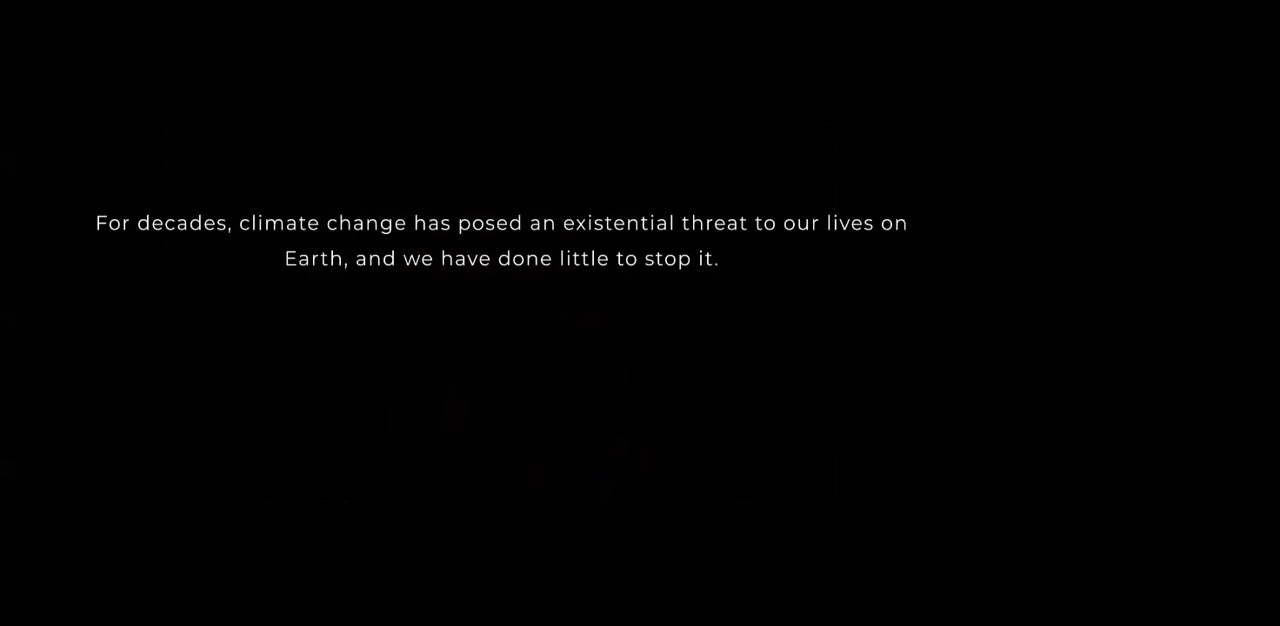 For decades, climate change has posed an existential threat to our lives on
Earth, and we have done little to stop it.